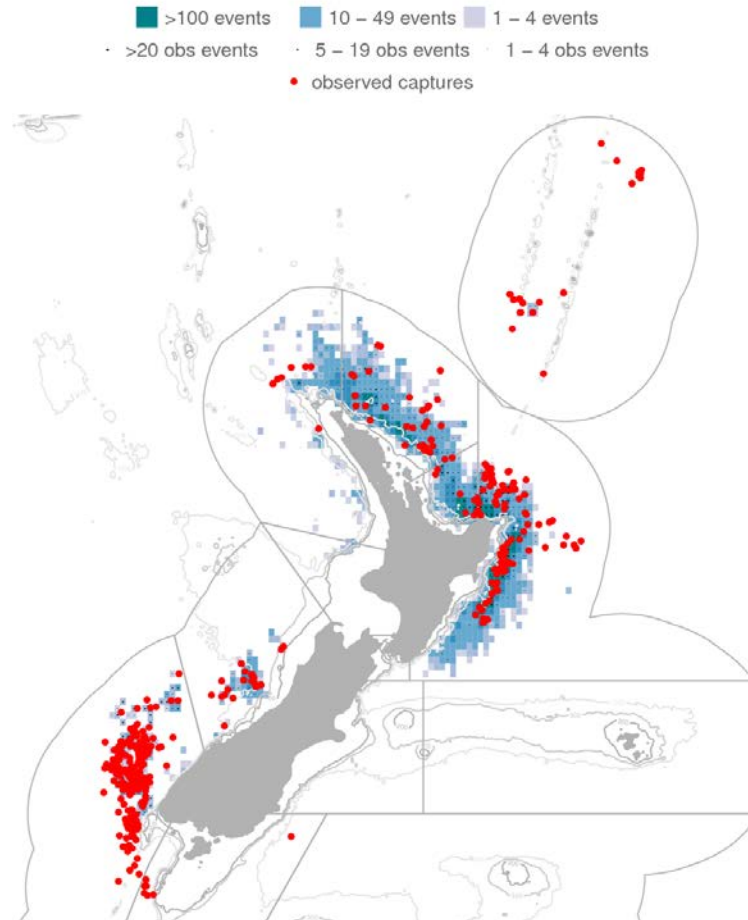 >100 events 10 − 49 events 1 − 4 events
>20 obs events 5 − 19 obs events 1 − 4 obs events
observed captures